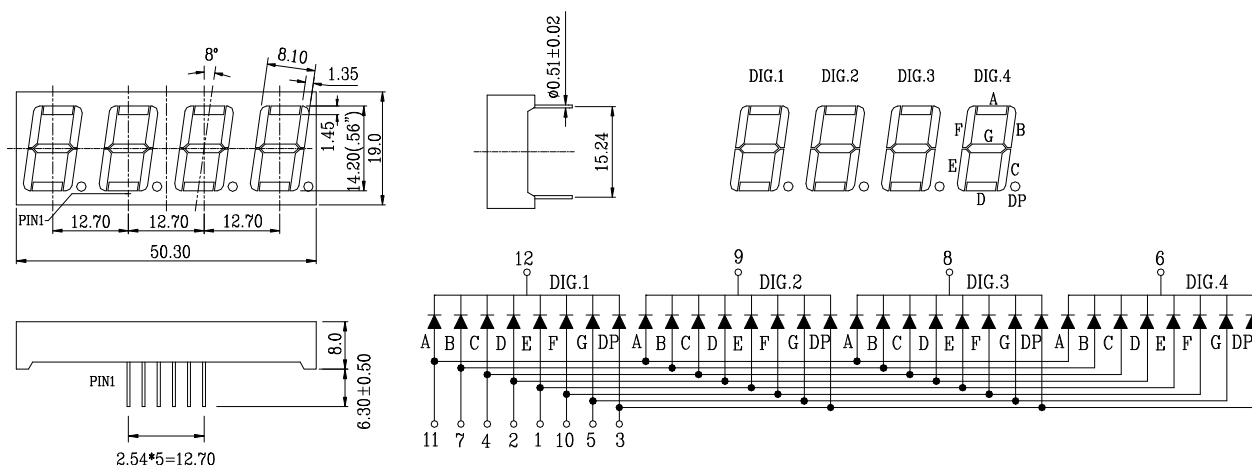 8°
8.10
1.35
1.45
14.20(.56")
19.0
PIN1
12.70
12.70
12.70
50.30
ø0.51±0.02
15.24
DIG.1
DIG.2
DIG.3
DIG.4
A
F
G
B
E
C
D
DP
8.0
6.30±0.50
PIN1
2.54*5=12.70
12
9
8
6
DIG.1
DIG.2
DIG.3
DIG.4
A B C D E F G DP A B C D E F G DP A B C D E F G DP A B C D E F G DP
11 7 4 2 1 10 5 3